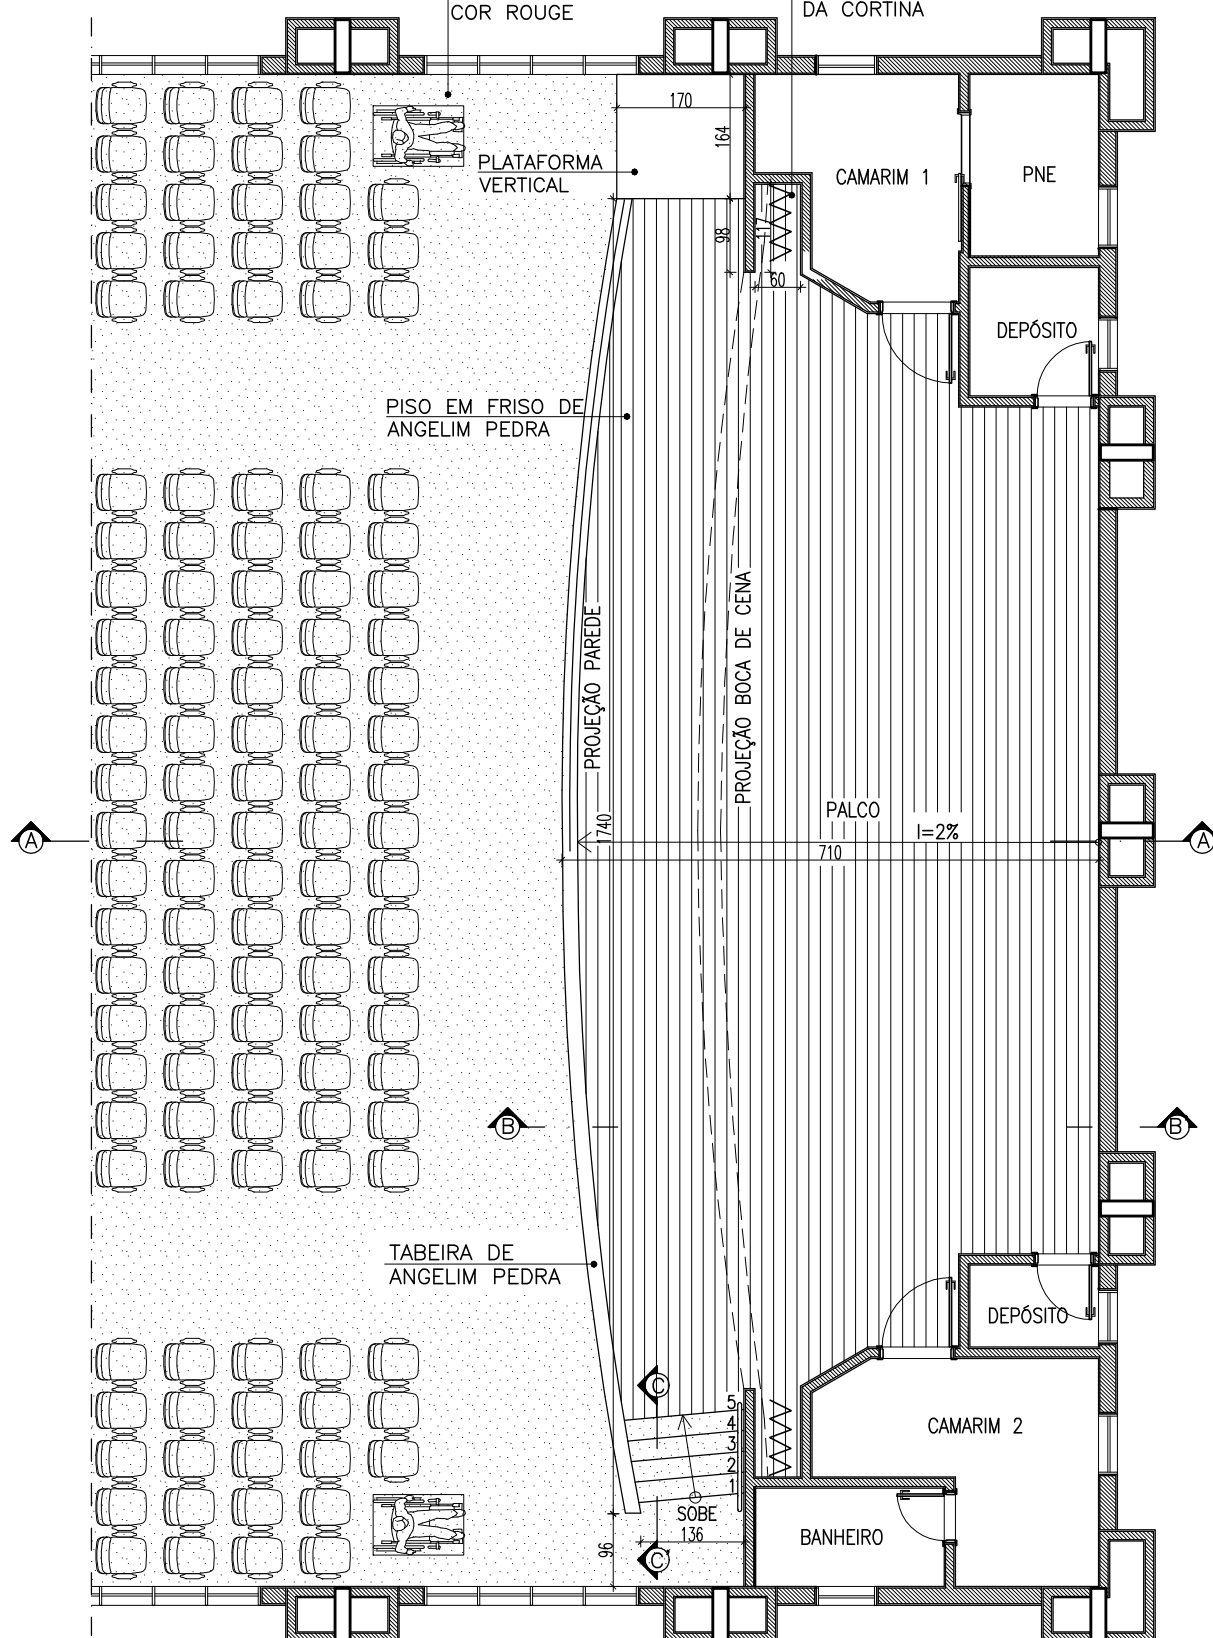 COR ROUGE
DA CORTINA
170
164
PLATAFORMA
VERTICAL
CAMARIM 1
PNE
98
117
60
DEPÓSITO
PISO EM FRISO DE
ANGELIM PEDRA
PROJEÇÃO PAREDE
PROJEÇÃO BOCA DE CENA
1740
PALCO
I=2%
710
A
A
B
B
TABEIRA DE
ANGELIM PEDRA
DEPÓSITO
C
5
4
3
2
1
CAMARIM 2
SOBE
136
96
C
BANHEIRO